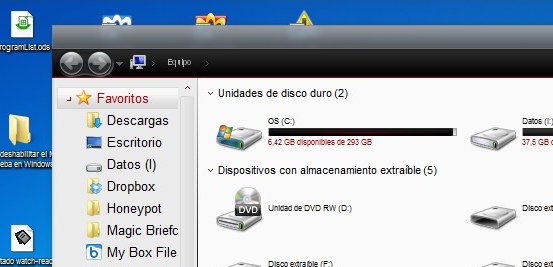 rogramList.ods
deshabilitar el
eba en Windows
tado watch-read
Equipo
Favoritos
Descargas
Escritorio
Datos (I)
Dropbox
Honeypot
Magic Briefc
My Box File
Unidades de disco duro (2)
OS (C:)
6,42 GB disponibles de 293 GB
Datos (I:
37,5 GB d
Dispositivos con almacenamiento extraíble (5)
DVD
Unidad de DVD RW (D:)
Disco ext
Disco extraíble (F:)
Disco ext